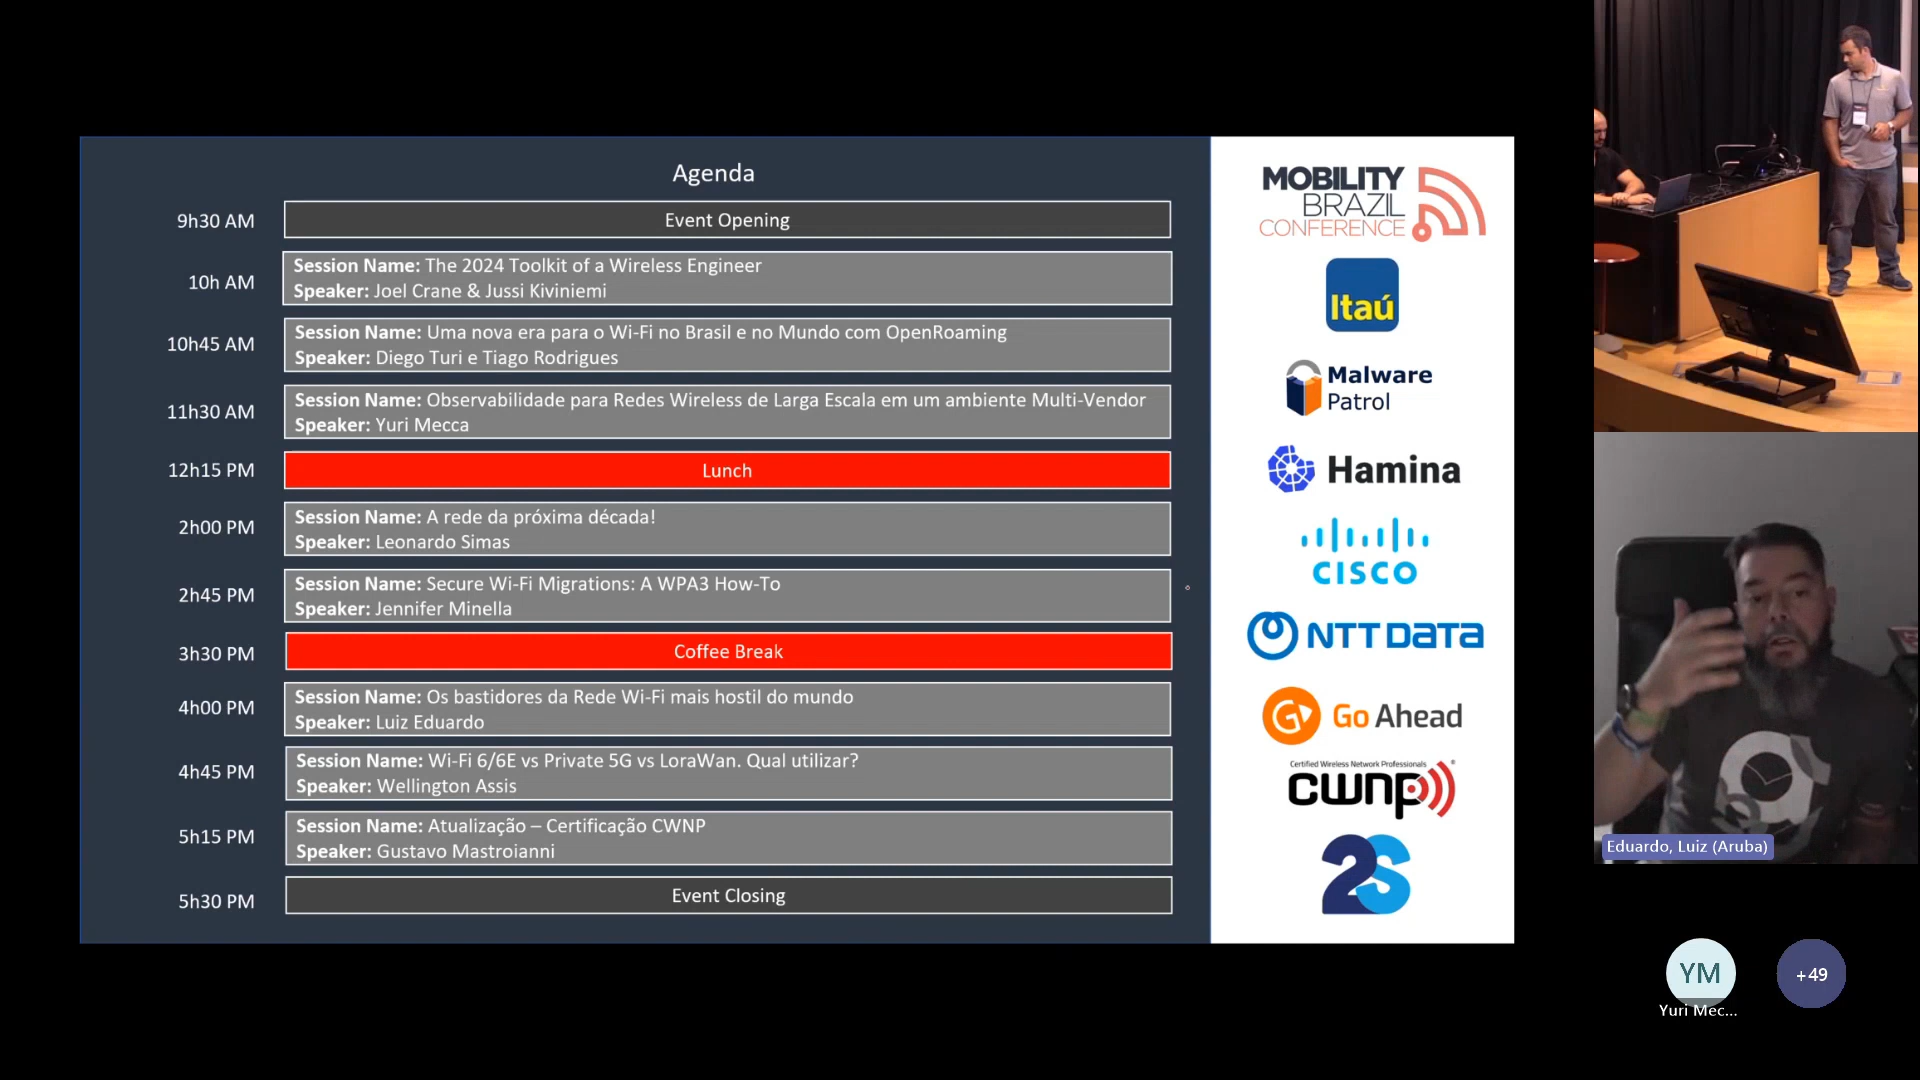 Agenda
9h30 AM
Event Opening
10h AM
Session Name: The 2024 Toolkit of a Wireless Engineer
Speaker: Joel Crane & Jussi Kiviniemi
10h45 AM
Session Name: Uma nova era para o Wi-Fi no Brasil e no Mundo com OpenRoaming
Speaker: Diego Turi e Tiago Rodrigues
11h30 AM
Session Name: Observabilidade para Redes Wireless de Larga Escala em um ambiente Multi-Vendor
Speaker: Yuri Mecca
12h15 PM
Lunch
2h00 PM
Session Name: A rede da próxima década!
Speaker: Leonardo Simas
2h45 PM
Session Name: Secure Wi-Fi Migrations: A WPA3 How-To
Speaker: Jennifer Minella
3h30 PM
Coffee Break
4h00 PM
Session Name: Os bastidores da Rede Wi-Fi mais hostil do mundo
Speaker: Luiz Eduardo
4h45 PM
Session Name: Wi-Fi 6/6E vs Private 5G vs LoraWan. Qual utilizar?
Speaker: Wellington Assis
5h15 PM
Session Name: Atualização – Certificação CWNP
Speaker: Gustavo Mastroianni
5h30 PM
Event Closing
MOBILITY
BRAZIL
CONFERENCE
Itaú
Malware
Patrol
Hamina
CISCO
NTT DATA
Go Ahead
Certified Wireless Network Professionals
CWNP
2S
Eduardo, Luiz (Aruba)
YM
Yuri Mec...
+49